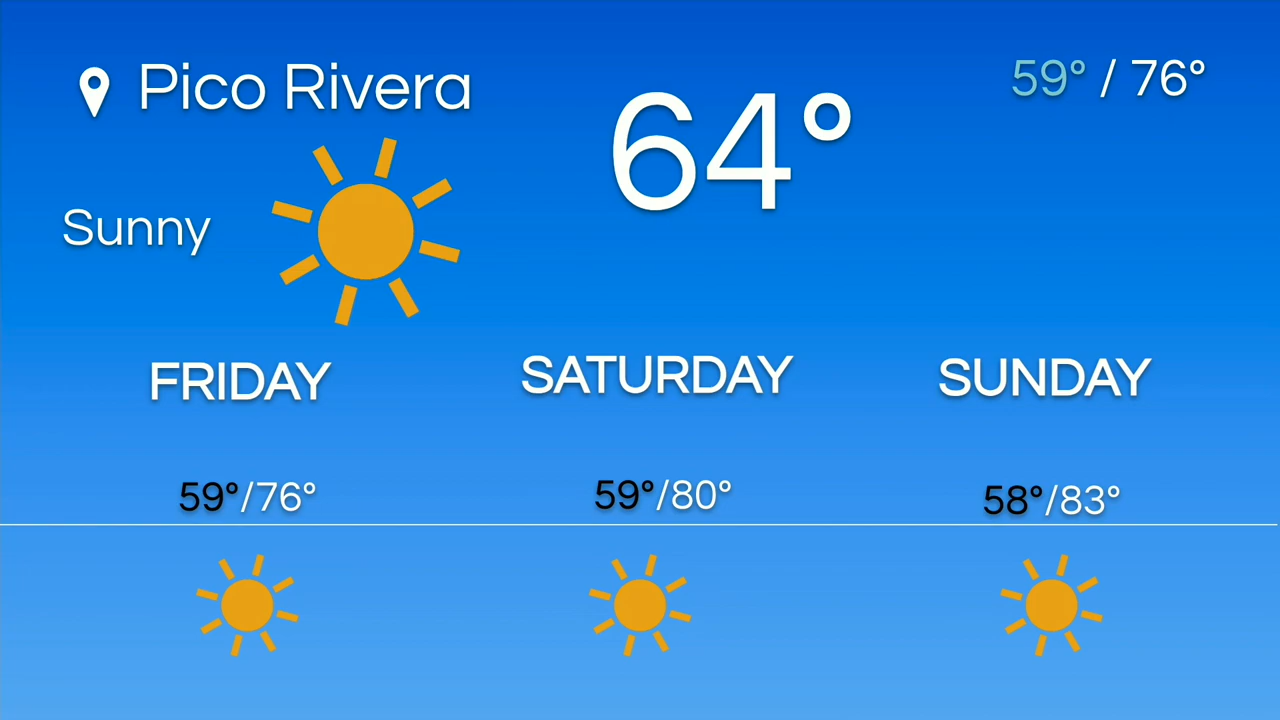 Pico Rivera
64°
59° / 76°
Sunny
FRIDAY
SATURDAY
SUNDAY
59°/76°
59°/80°
58°/83°